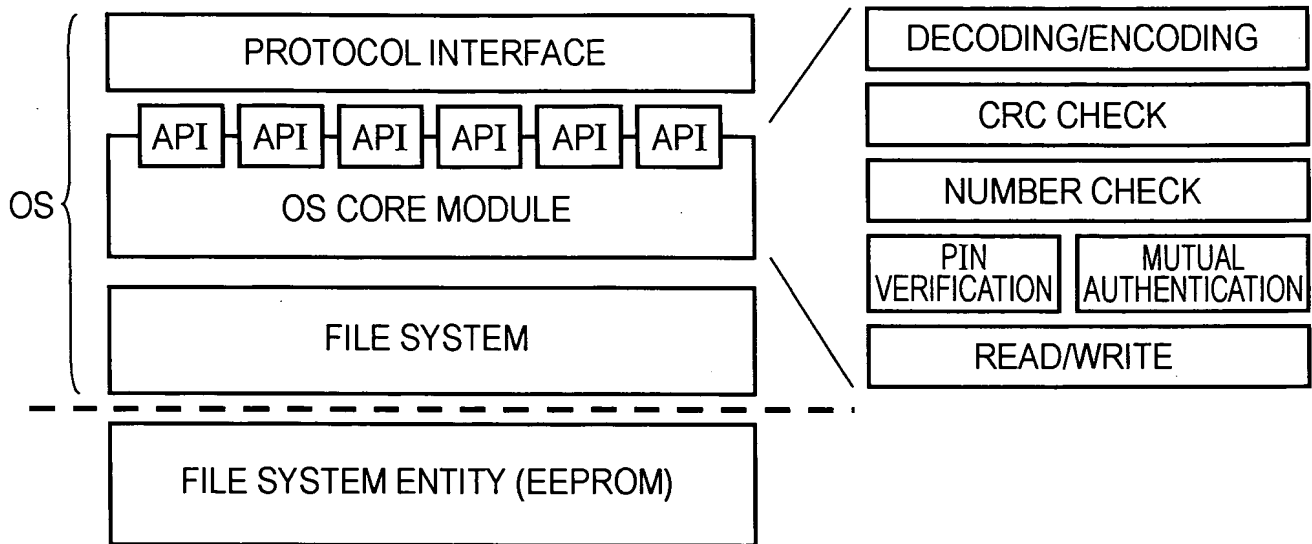 OS
PROTOCOL INTERFACE
API API API API API API
OS CORE MODULE
FILE SYSTEM
FILE SYSTEM ENTITY (EEPROM)
DECODING/ENCODING
CRC CHECK
NUMBER CHECK
PIN
VERIFICATION
MUTUAL
AUTHENTICATION
READ/WRITE